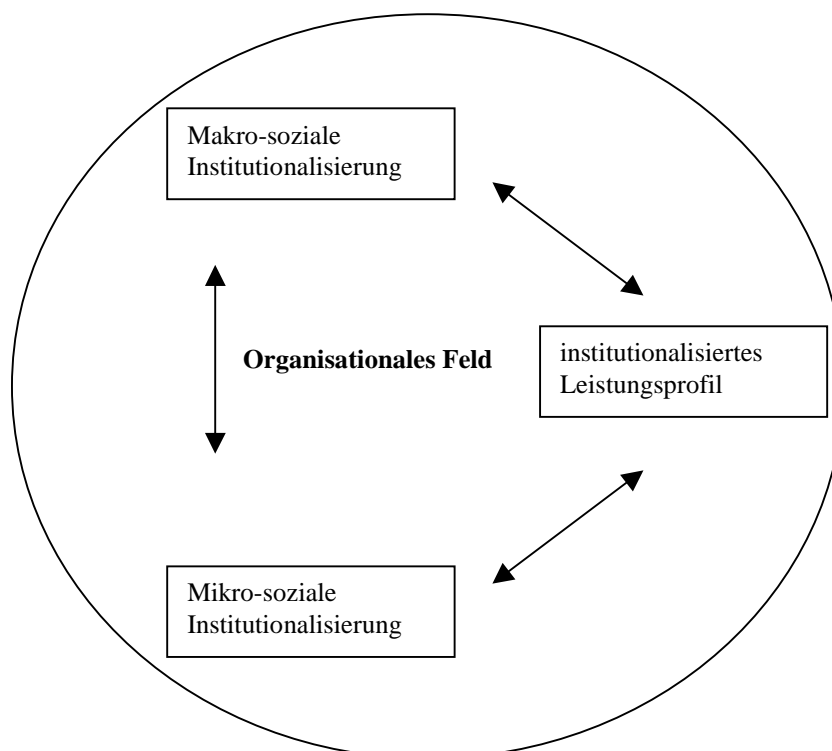 Makro-soziale
Institutionalisierung
Organisationales Feld
institutionalisiertes
Leistungsprofil
Mikro-soziale
Institutionalisierung